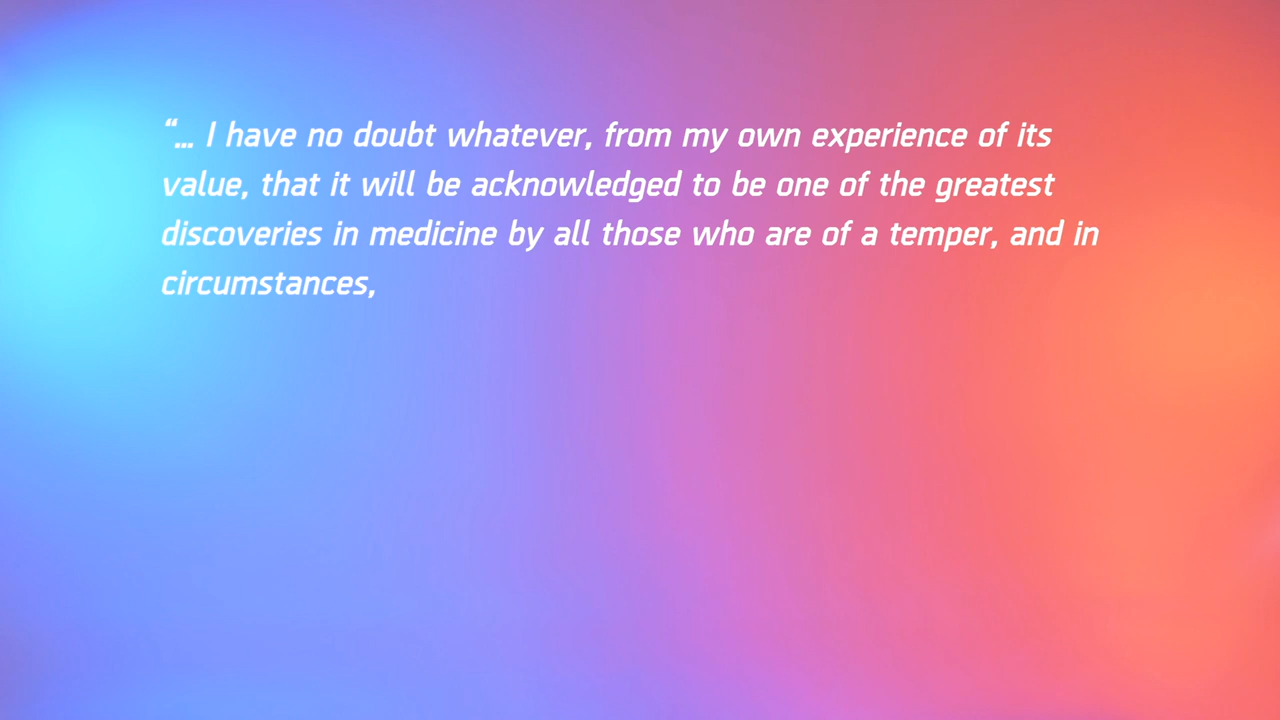 “... I have no doubt whatever, from my own experience of its
value, that it will be acknowledged to be one of the greatest
discoveries in medicine by all those who are of a temper, and in
circumstances,